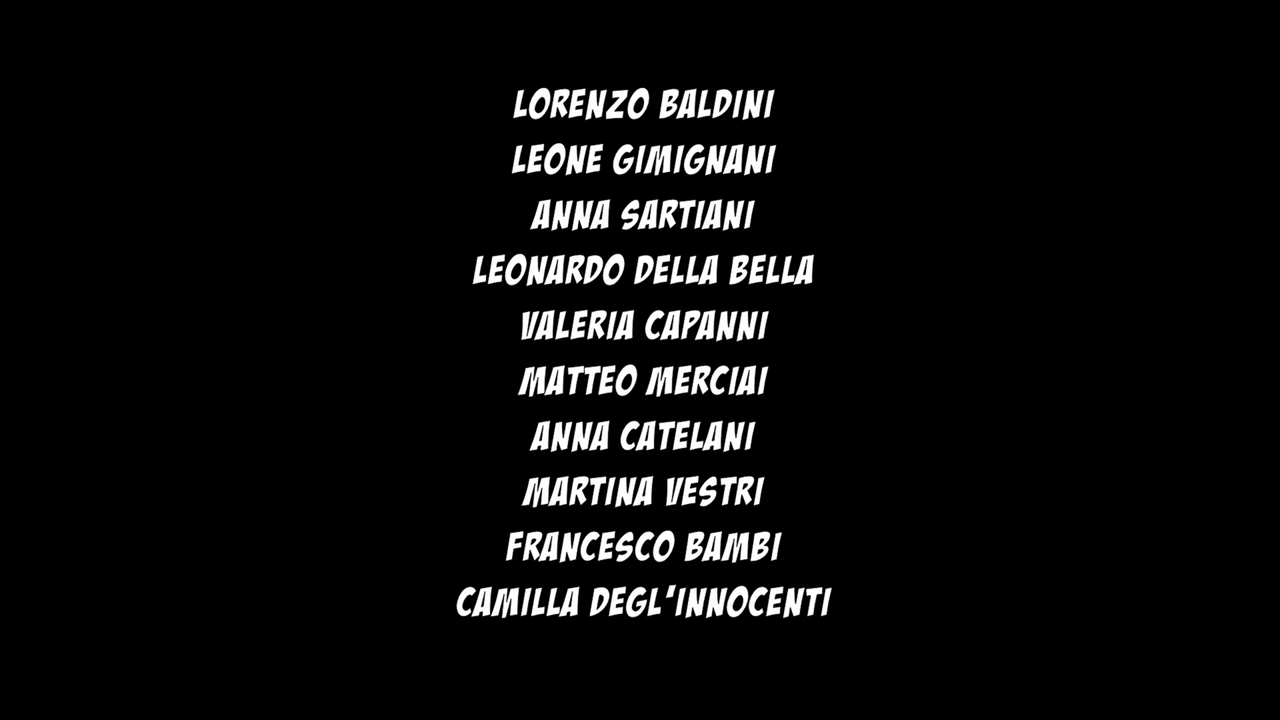 LORENZO BALDINI
LEONE GIMIGNANI
ANNA SARTIANI
LEONARDO DELLA BELLA
VALERIA CAPANNI
MATTEO MERCIAI
ANNA CATELANI
MARTINA VESTRI
FRANCESCO BAMBI
CAMILLA DEGL'INNOCENTI